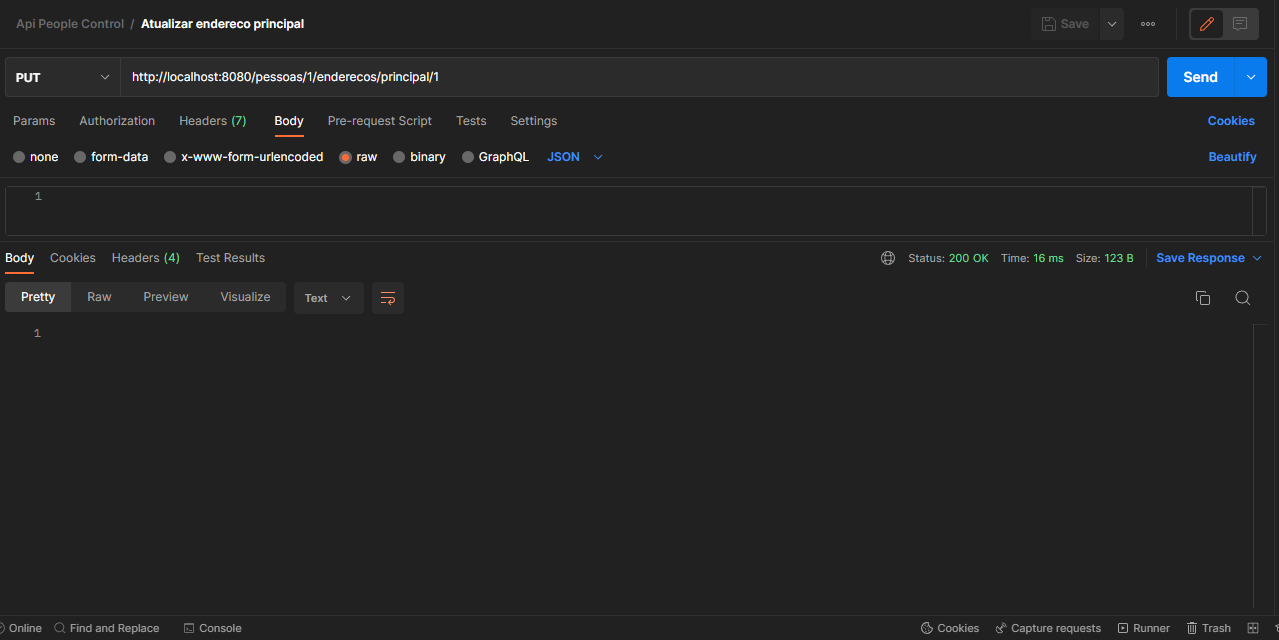 Api People Control / Atualizar endereco principal Save
PUT http://localhost:8080/pessoas/1/enderecos/principal/1 Send
Params Authorization Headers (7) Body Pre-request Script Tests Settings Cookies
none form-data x-www-form-urlencoded raw binary GraphQL JSON Beautify
1
Body Cookies Headers (4) Test Results Status: 200 OK Time: 16 ms Size: 123 B Save Response
Pretty Raw Preview Visualize Text
1
Online Find and Replace Console Cookies Capture requests Runner Trash